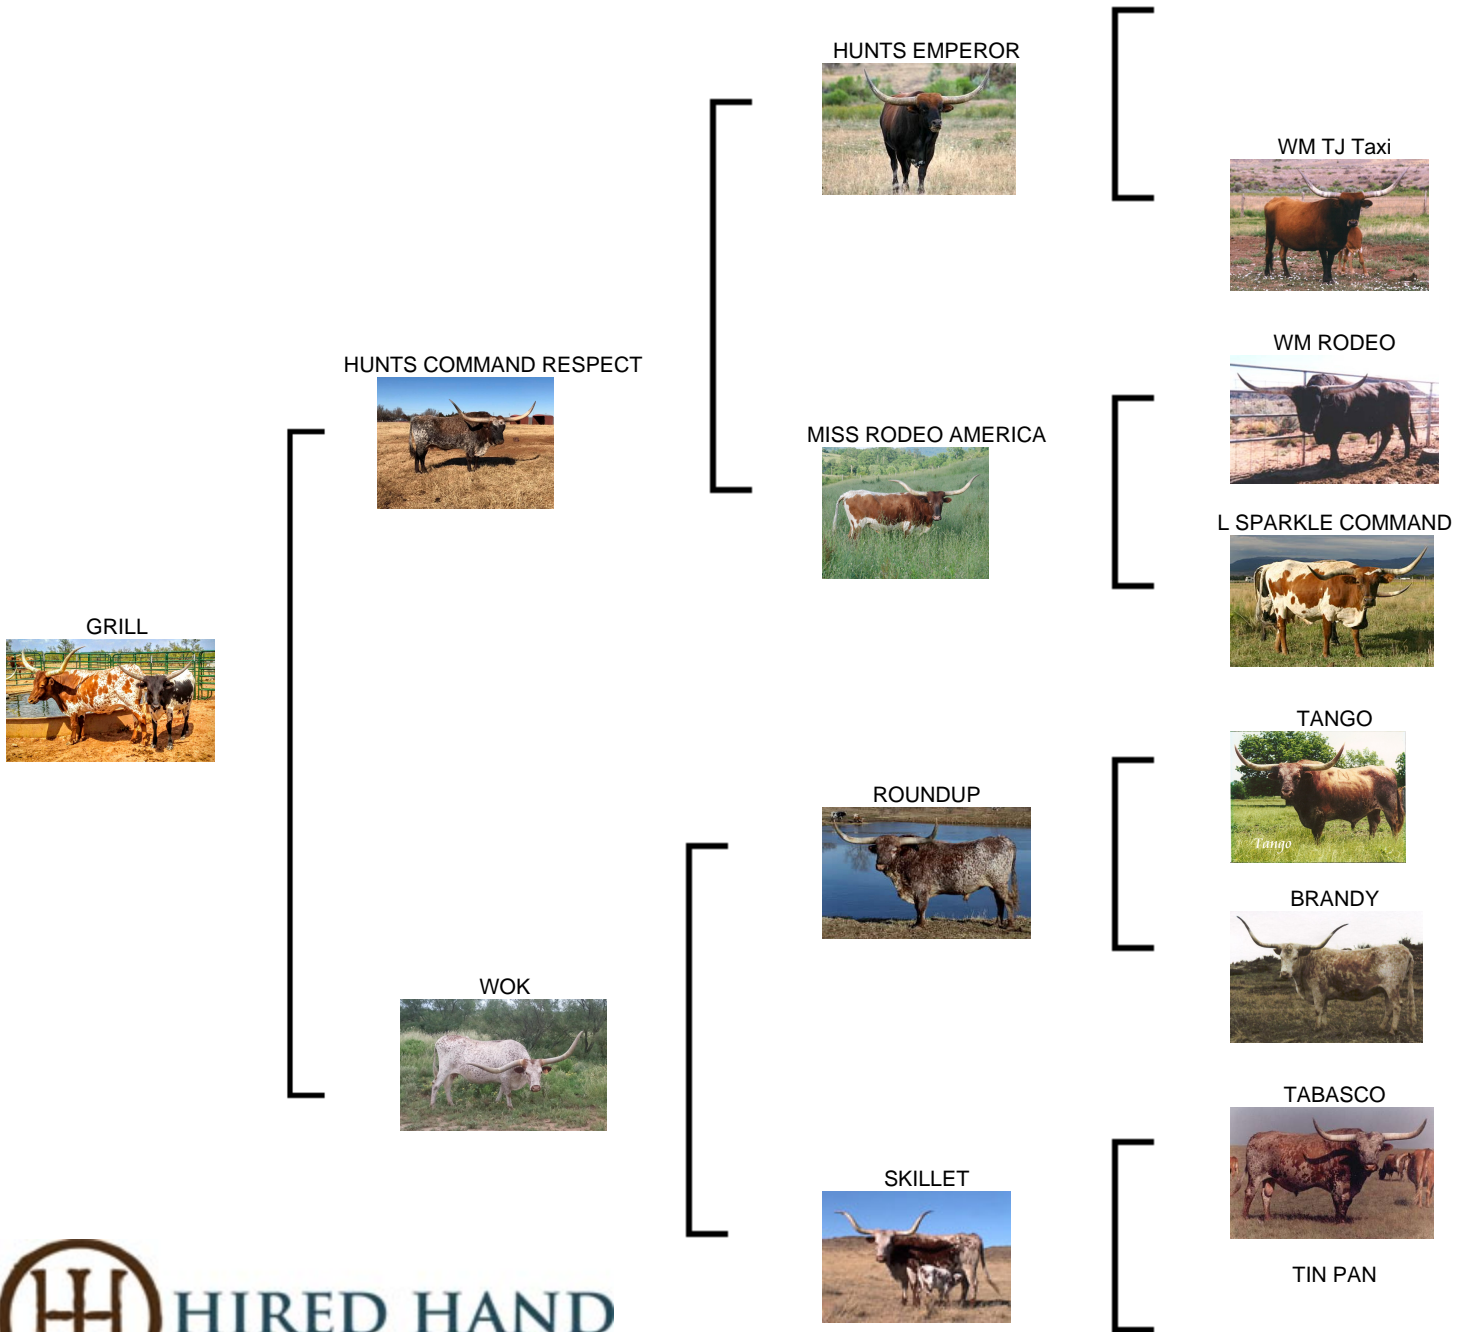 HUNTS EMPEROR
WM TJ Taxi
WM RODEO
HUNTS COMMAND RESPECT
MISS RODEO AMERICA
L SPARKLE COMMAND
GRILL
TANGO
Tango
ROUNDUP
BRANDY
WOK
TABASCO
SKILLET
TIN PAN
HIRED HAND